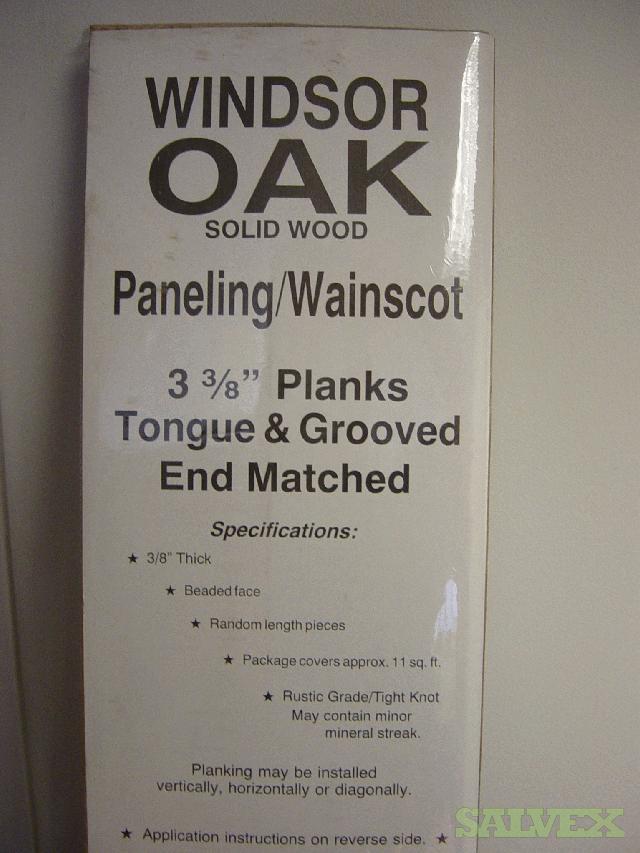 WINDSOR
OAK
SOLID WOOD
Paneling/Wainscot
3 ⅜” Planks
Tongue & Grooved
End Matched
Specifications:
★ 3/8" Thick
★ Beaded face
★ Random length pieces
★ Package covers approx. 11 sq. ft.
★ Rustic Grade/Tight Knot
May contain minor
mineral streak.
Planking may be installed
vertically, horizontally or diagonally.
★ Application instructions on reverse side. ★
SALVEX